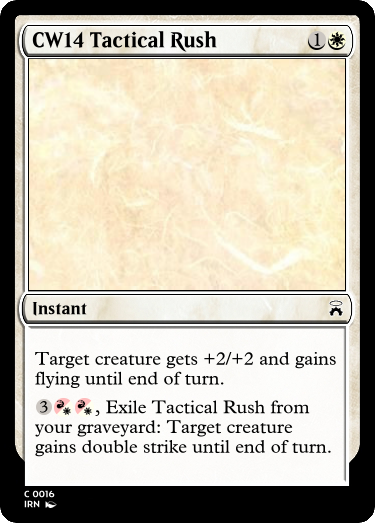 CW14 Tactical Rush 1
Instant
Target creature gets +2/+2 and gains
flying until end of turn.
3, Exile Tactical Rush from
your graveyard: Target creature
gains double strike until end of turn.
C 0016
IRN